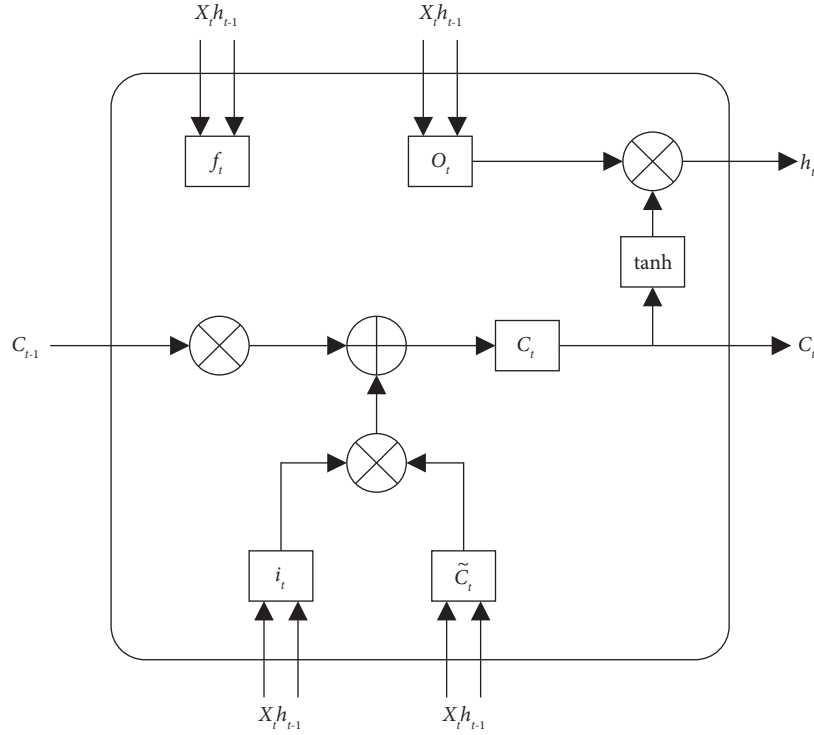 X_t h_{t-1} X_t h_{t-1}
f_t O_t h_t
tanh
C_{t-1} C_t C_t
i_t C̃_t
X_t h_{t-1} X_t h_{t-1}